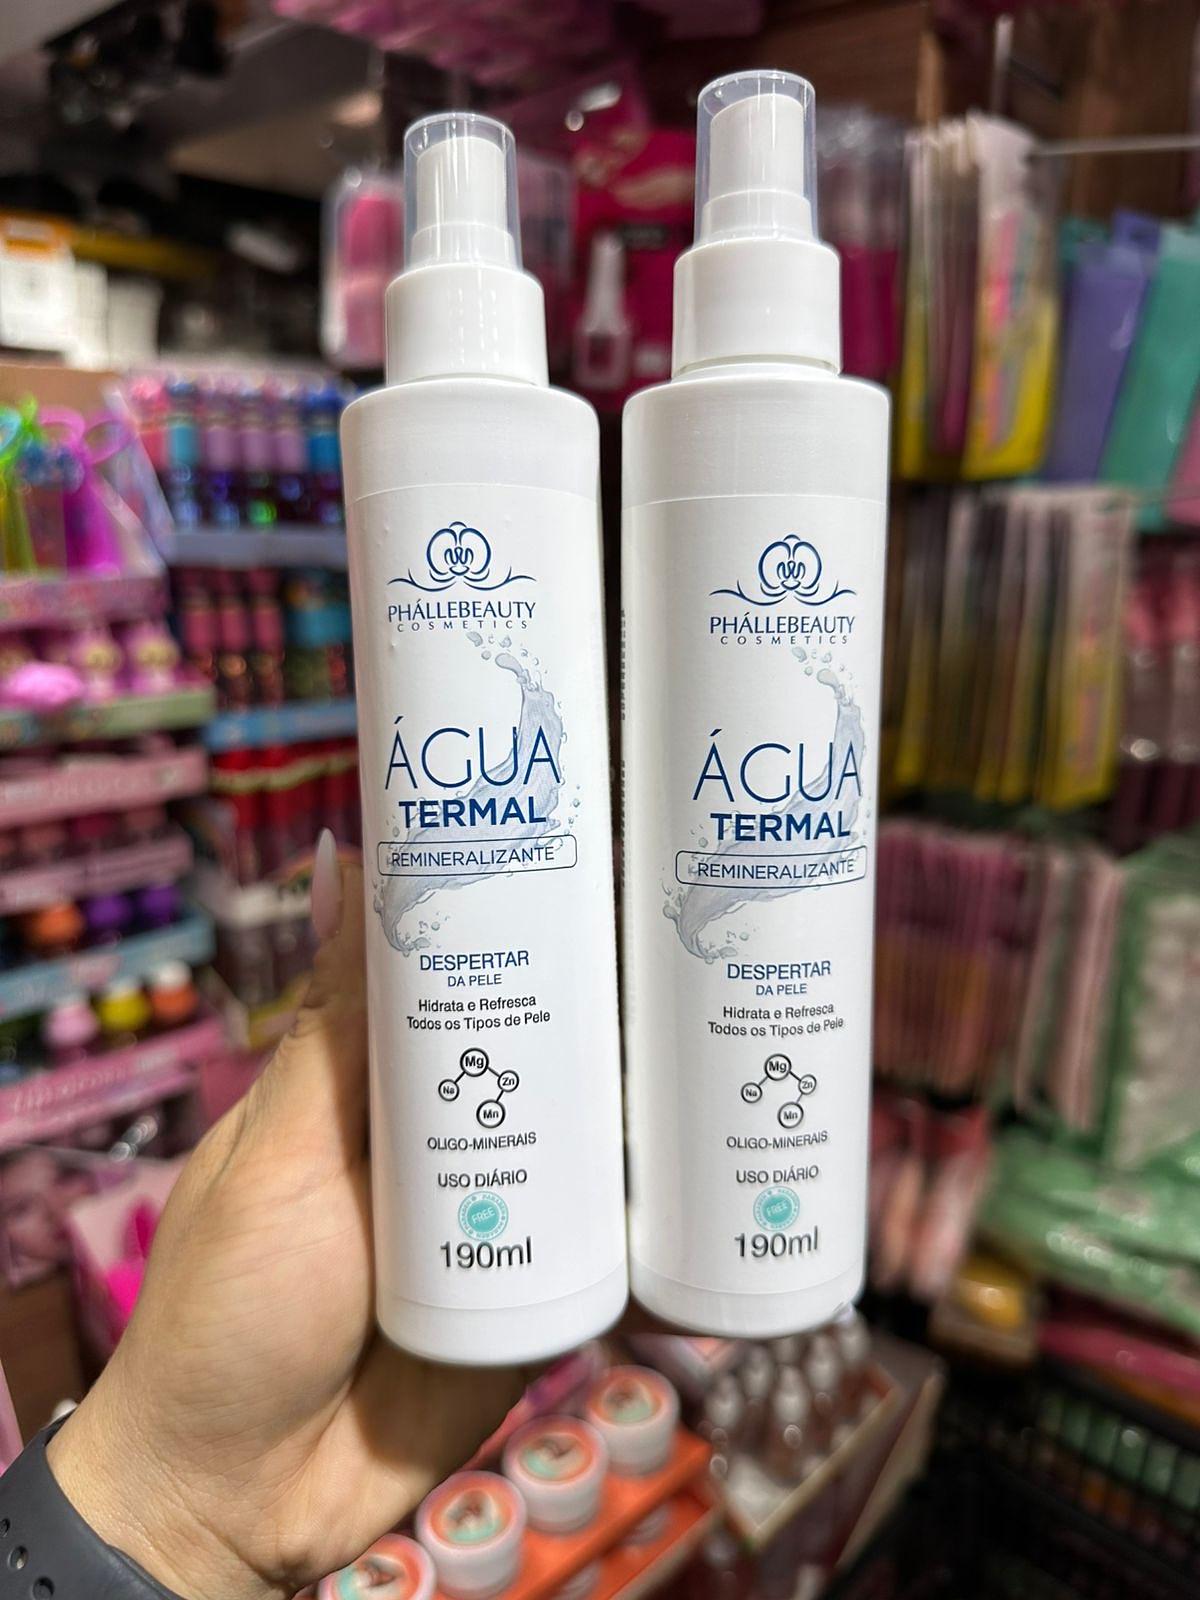 PHÁLLEBEAUTY
COSMETICS
ÁGUA
TERMAL
REMINERALIZANTE
DESPERTAR
DA PELE
Hidrata e Refresca
Todos os Tipos de Pele
Mg
Na
Zn
Mn
OLIGO-MINERAIS
USO DIÁRIO
FREE
190ml
PHÁLLEBEAUTY
COSMETICS
ÁGUA
TERMAL
REMINERALIZANTE
DESPERTAR
DA PELE
Hidrata e Refresca
Todos os Tipos de Pele
Mg
Na
Zn
Mn
OLIGO-MINERAIS
USO DIÁRIO
FREE
190ml